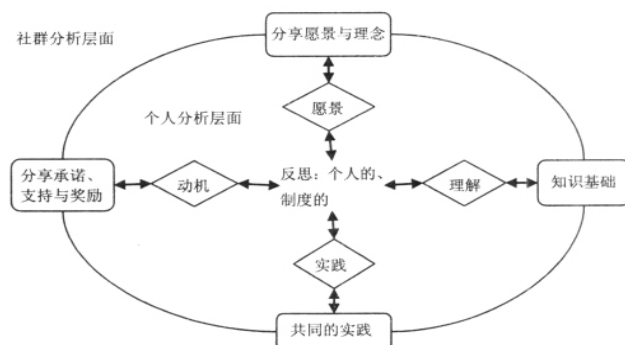 社群分析层面
分享愿景与理念
愿景
个人分析层面
分享承诺、
支持与奖励
动机
反思：个人的、
制度的
理解
知识基础
实践
共同的实践